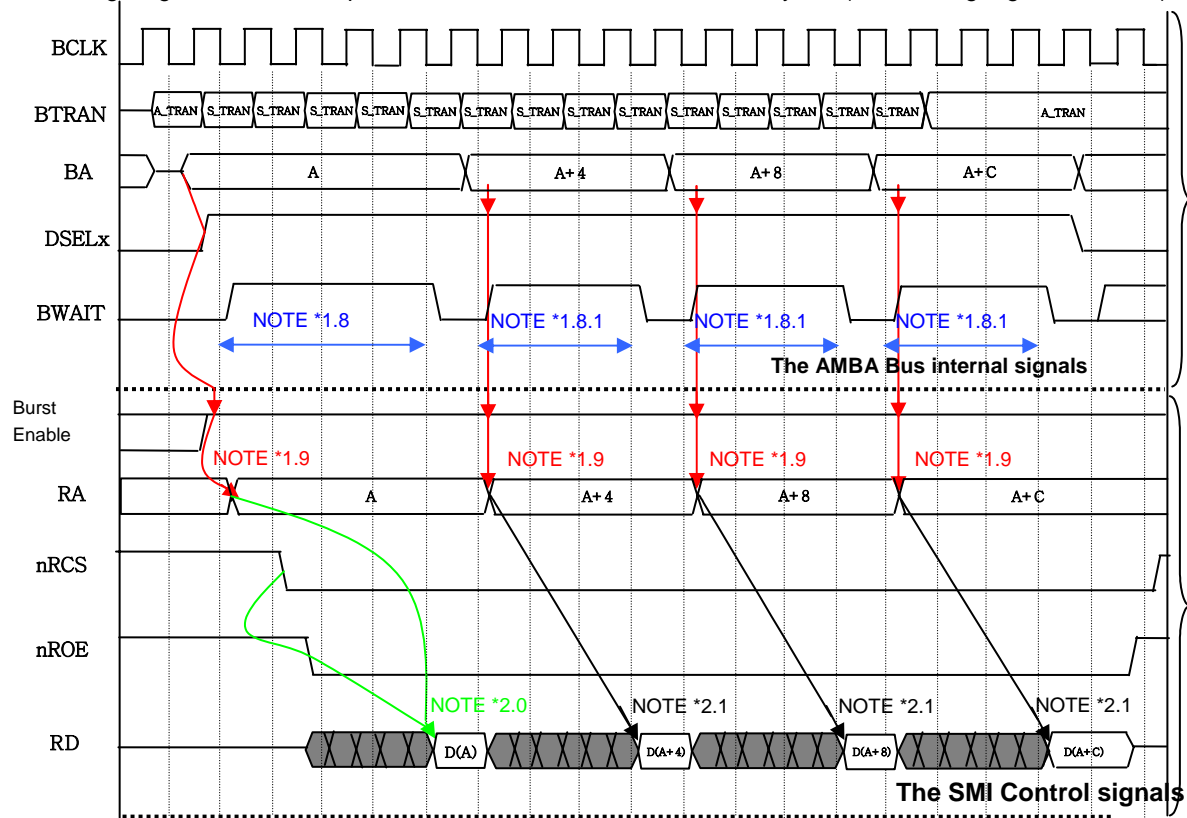 BCLK
BTRAN A_TRAN S_TRAN S_TRAN S_TRAN S_TRAN S_TRAN S_TRAN S_TRAN S_TRAN S_TRAN S_TRAN S_TRAN S_TRAN S_TRAN S_TRAN A_TRAN
BA A A+4 A+8 A+C
DSELx
BWAIT
NOTE *1.8 NOTE *1.8.1 NOTE *1.8.1 NOTE *1.8.1
The AMBA Bus internal signals
Burst
Enable
NOTE *1.9 NOTE *1.9 NOTE *1.9 NOTE *1.9
RA A A+4 A+8 A+C
nRCS
nROE
NOTE *2.0 NOTE *2.1 NOTE *2.1 NOTE *2.1
RD D(A) D(A+4) D(A+8) D(A+C)
The SMI Control signals